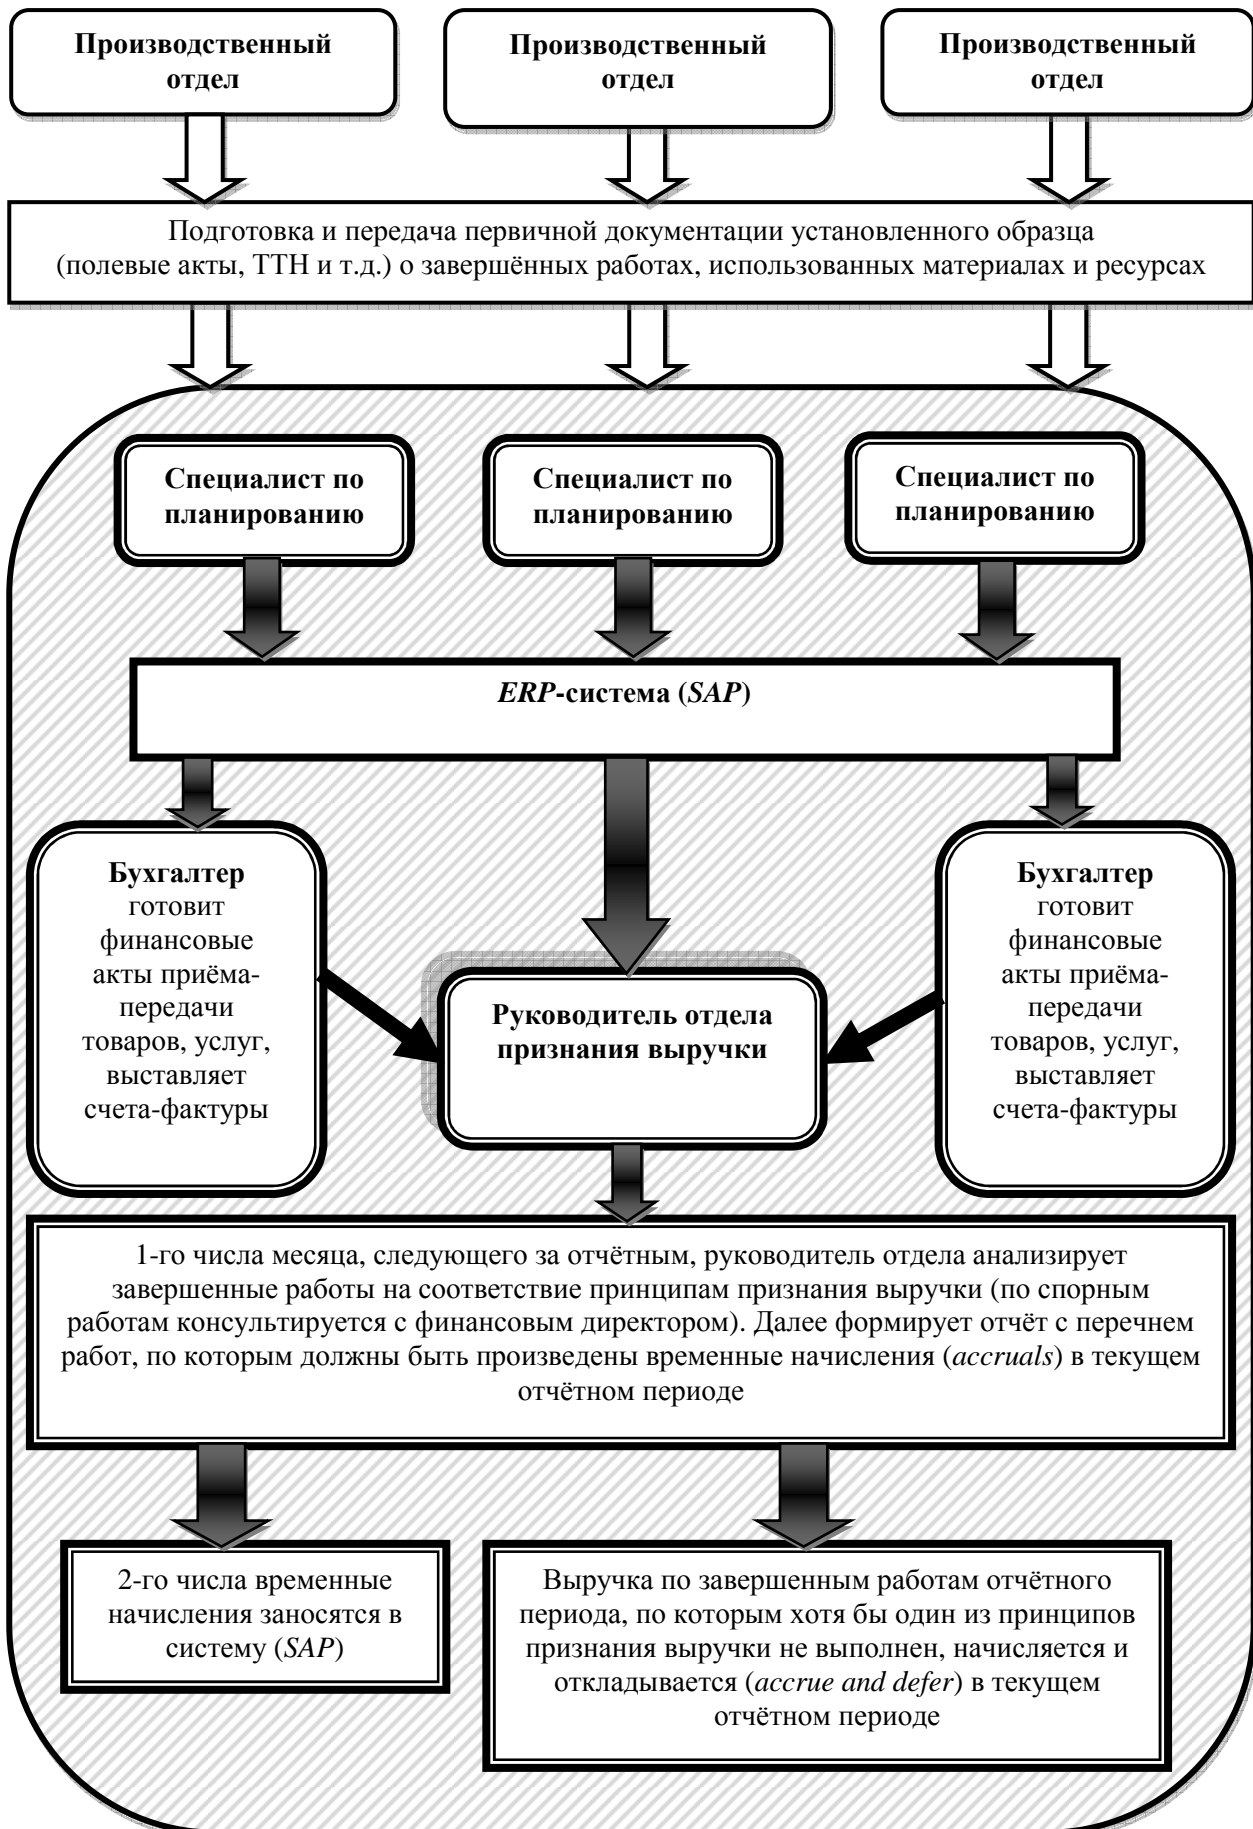 Производственный
отдел
Производственный
отдел
Производственный
отдел
Подготовка и передача первичной документации установленного образца
(полевые акты, ТТН и т.д.) о завершённых работах, использованных материалах и ресурсах
Специалист по
планированию
Специалист по
планированию
Специалист по
планированию
ERP-система (SAP)
Бухгалтер
готовит
финансовые
акты приёма-
передачи
товаров, услуг,
выставляет
счета-фактуры
Руководитель отдела
признания выручки
Бухгалтер
готовит
финансовые
акты приёма-
передачи
товаров, услуг,
выставляет
счета-фактуры
1-го числа месяца, следующего за отчётным, руководитель отдела анализирует
завершенные работы на соответствие принципам признания выручки (по спорным
работам консультируется с финансовым директором). Далее формирует отчёт с перечнем
работ, по которым должны быть произведены временные начисления (accruals) в текущем
отчётном периоде
2-го числа временные
начисления заносятся в
систему (SAP)
Выручка по завершенным работам отчётного
периода, по которым хотя бы один из принципов
признания выручки не выполнен, начисляется и
откладывается (accrue and defer) в текущем
отчётном периоде